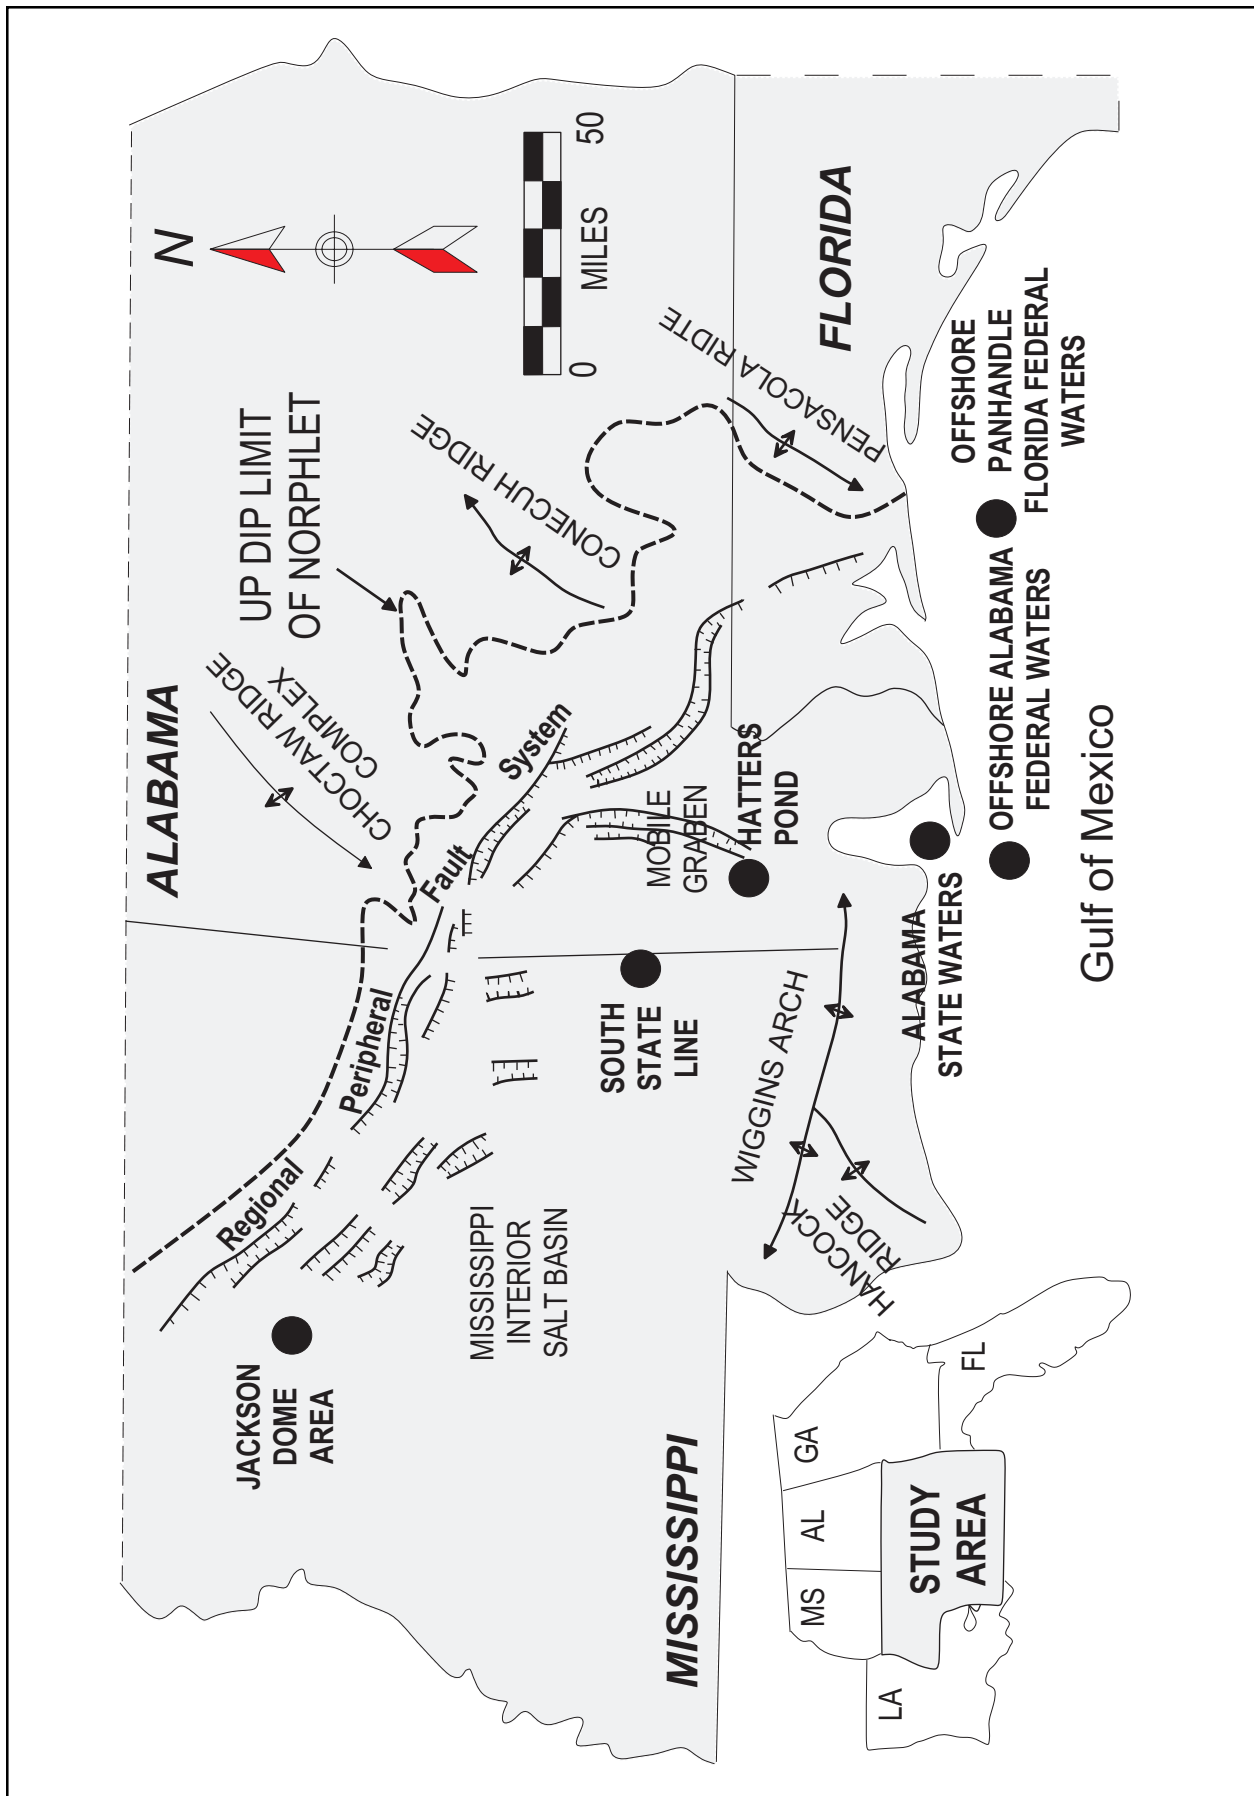 ALABAMA
N
UP DIP LIMIT
OF NORPHLET
CHOCTAW RIDGE
COMPLEX
CONECUH RIDGE
0
50
MILES
JACKSON
DOME
AREA
Regional
Peripheral
Fault
System
MISSISSIPPI
INTERIOR
SALT BASIN
SOUTH
STATE
LINE
MOBILE
GRABEN
HATTERS
POND
PENSACOLA RIDTE
FLORIDA
MISSISSIPPI
WIGGINS ARCH
HANCOCK
RIDGE
ALABAMA
STATE WATERS
OFFSHORE ALABAMA
FEDERAL WATERS
OFFSHORE
PANHANDLE
FLORIDA FEDERAL
WATERS
Gulf of Mexico
MS
AL
GA
LA
STUDY
AREA
FL